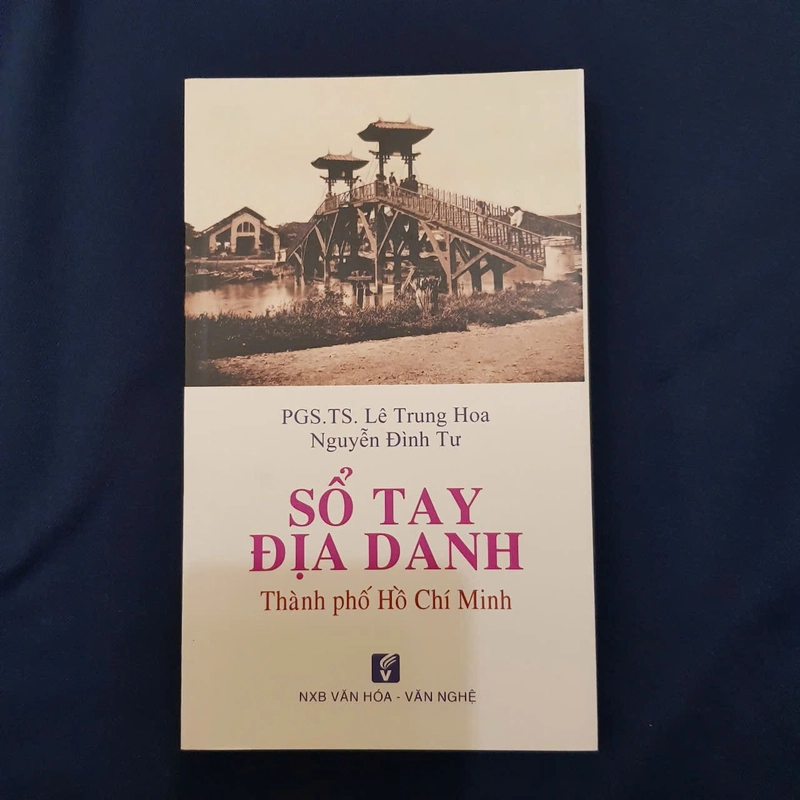 PGS.TS. Lê Trung Hoa
Nguyễn Đình Tư
SỔ TAY
ĐỊA DANH
Thành phố Hồ Chí Minh
NXB VĂN HÓA - VĂN NGHỆ